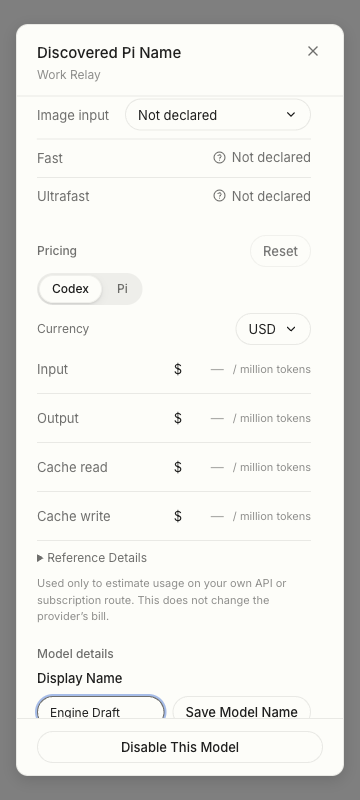 Discovered Pi Name
Work Relay
Image input Not declared
Fast Not declared
Ultrafast Not declared
Pricing Reset
Codex Pi
Currency USD
Input $ — / million tokens
Output $ — / million tokens
Cache read $ — / million tokens
Cache write $ — / million tokens
Reference Details
Used only to estimate usage on your own API or
subscription route. This does not change the
provider’s bill.
Model details
Display Name
Engine Draft Save Model Name
Disable This Model